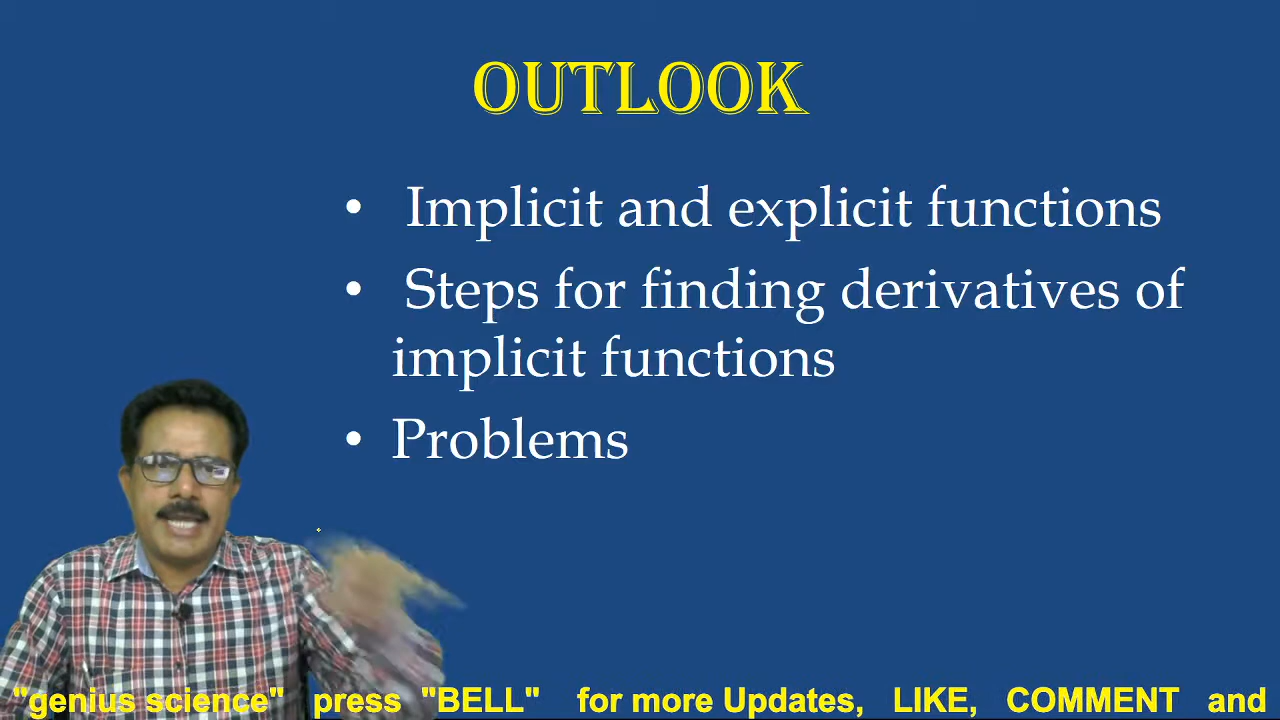 OUTLOOK
• Implicit and explicit functions
• Steps for finding derivatives of
implicit functions
• Problems
"genius science" press "BELL" for more Updates, LIKE, COMMENT and